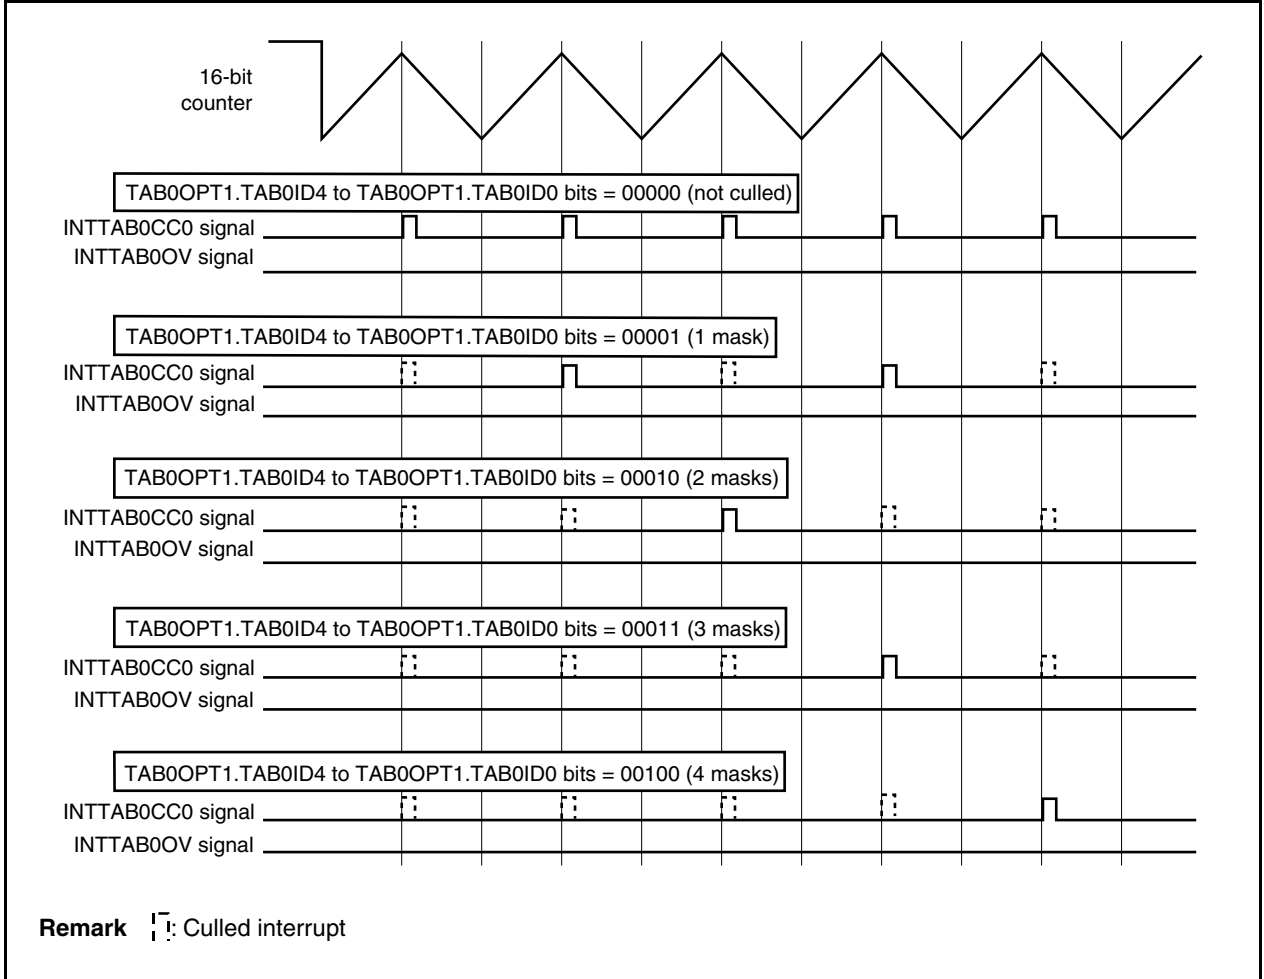 16-bit
counter
TAB0OPT1.TAB0ID4 to TAB0OPT1.TAB0ID0 bits = 00000 (not culled)
INTTAB0CC0 signal
INTTAB0OV signal
TAB0OPT1.TAB0ID4 to TAB0OPT1.TAB0ID0 bits = 00001 (1 mask)
INTTAB0CC0 signal
INTTAB0OV signal
TAB0OPT1.TAB0ID4 to TAB0OPT1.TAB0ID0 bits = 00010 (2 masks)
INTTAB0CC0 signal
INTTAB0OV signal
TAB0OPT1.TAB0ID4 to TAB0OPT1.TAB0ID0 bits = 00011 (3 masks)
INTTAB0CC0 signal
INTTAB0OV signal
TAB0OPT1.TAB0ID4 to TAB0OPT1.TAB0ID0 bits = 00100 (4 masks)
INTTAB0CC0 signal
INTTAB0OV signal
Remark : Culled interrupt